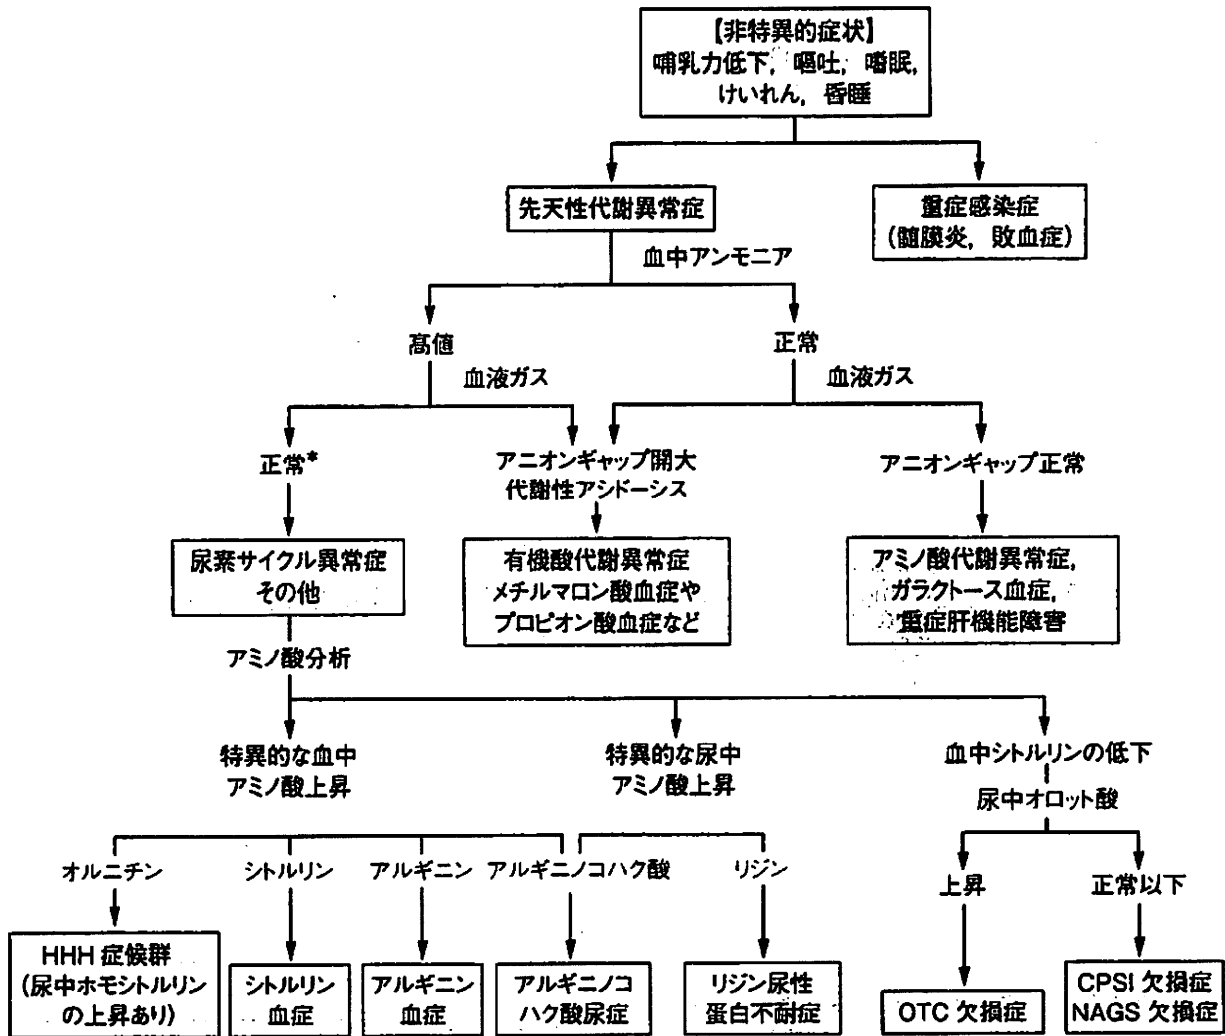 【非特異的症状】
哺乳力低下，嘔吐，嗜眠，
けいれん，昏睡
先天性代謝異常症
重症感染症
(髄膜炎，敗血症)
血中アンモニア
高値
正常
血液ガス
血液ガス
正常*
アニオンギャップ開大
代謝性アシドーシス
アニオンギャップ正常
尿素サイクル異常症
その他
有機酸代謝異常症
メチルマロン酸血症や
プロピオン酸血症など
アミノ酸代謝異常症，
ガラクトース血症，
重症肝機能障害
アミノ酸分析
特異的な血中
アミノ酸上昇
特異的な尿中
アミノ酸上昇
血中シトルリンの低下
尿中オロット酸
オルニチン
シトルリン
アルギニン
アルギニノコハク酸
リジン
上昇
正常以下
HHH 症候群
(尿中ホモシトルリン
の上昇あり)
シトルリン
血症
アルギニン
血症
アルギニノコ
ハク酸尿症
リジン尿性
蛋白不耐症
OTC 欠損症
CPSI 欠損症
NAGS 欠損症